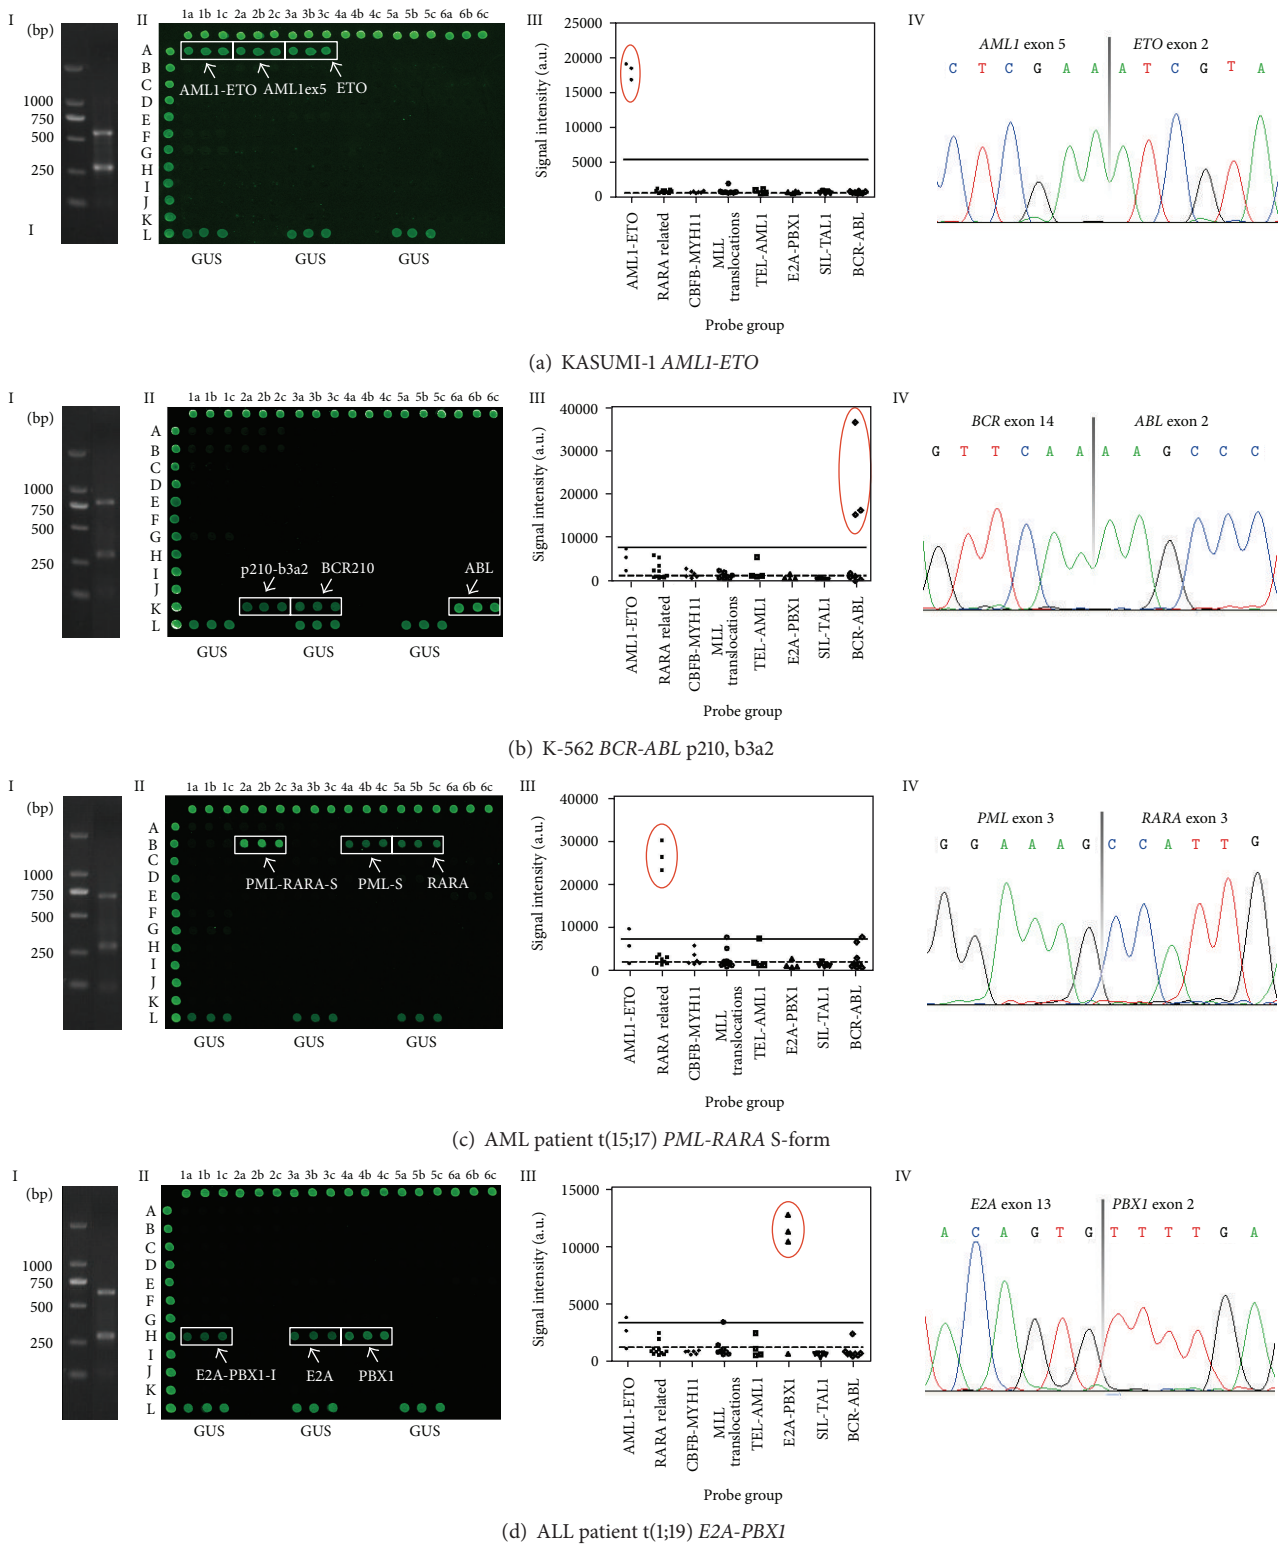 I
(bp)
1000
750
500
250
I
II
1a 1b 1c 2a 2b 2c 3a 3b 3c 4a 4b 4c 5a 5b 5c 6a 6b 6c
A
B
C
D
E
F
G
H
I
J
K
L
AML1-ETO
AML1ex5
ETO
GUS GUS GUS
III
Signal intensity (a.u.)
25000
20000
15000
10000
5000
0
AML1-ETO
RARA related
CBFB-MYH11
MLL translocations
TEL-AML1
E2A-PBX1
SIL-TAL1
BCR-ABL
Probe group
IV
AML1 exon 5 ETO exon 2
C T C G A A A T C G T A
(a) KASUMI-1 AML1-ETO
I
(bp)
1000
750
500
250
II
1a 1b 1c 2a 2b 2c 3a 3b 3c 4a 4b 4c 5a 5b 5c 6a 6b 6c
A
B
C
D
E
F
G
H
I
J
K
L
p210-b3a2
BCR210
ABL
GUS GUS GUS
III
Signal intensity (a.u.)
40000
30000
20000
10000
0
AML1-ETO
RARA related
CBFB-MYH11
MLL translocations
TEL-AML1
E2A-PBX1
SIL-TAL1
BCR-ABL
Probe group
IV
BCR exon 14 ABL exon 2
G T T C A A A A G C C C
(b) K-562 BCR-ABL p210, b3a2
I
(bp)
1000
750
500
250
II
1a 1b 1c 2a 2b 2c 3a 3b 3c 4a 4b 4c 5a 5b 5c 6a 6b 6c
A
B
C
D
E
F
G
H
I
J
K
L
PML-RARA-S
PML-S
RARA
GUS GUS GUS
III
Signal intensity (a.u.)
40000
30000
20000
10000
0
AML1-ETO
RARA related
CBFB-MYH11
MLL translocations
TEL-AML1
E2A-PBX1
SIL-TAL1
BCR-ABL
Probe group
IV
PML exon 3 RARA exon 3
G G A A A G C C A T T G
(c) AML patient t(15;17) PML-RARA S-form
I
(bp)
1000
750
500
250
II
1a 1b 1c 2a 2b 2c 3a 3b 3c 4a 4b 4c 5a 5b 5c 6a 6b 6c
A
B
C
D
E
F
G
H
I
J
K
L
E2A-PBX1-I
E2A
PBX1
GUS GUS GUS
III
Signal intensity (a.u.)
15000
10000
5000
0
AML1-ETO
RARA related
CBFB-MYH11
MLL translocations
TEL-AML1
E2A-PBX1
SIL-TAL1
BCR-ABL
Probe group
IV
E2A exon 13 PBX1 exon 2
A C A G T G T T T T G A
(d) ALL patient t(1;19) E2A-PBX1